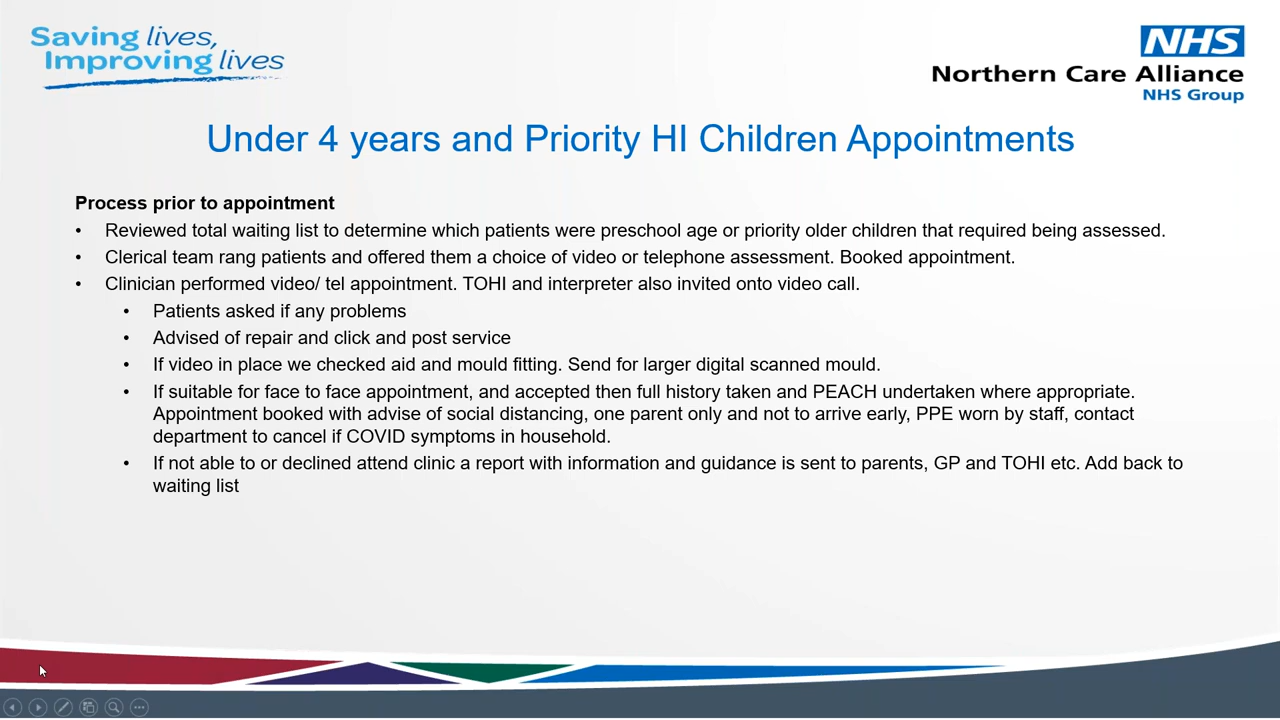 Saving lives,
Improving lives
NHS
Northern Care Alliance
NHS Group
Under 4 years and Priority HI Children Appointments
Process prior to appointment
• Reviewed total waiting list to determine which patients were preschool age or priority older children that required being assessed.
• Clerical team rang patients and offered them a choice of video or telephone assessment. Booked appointment.
• Clinician performed video/ tel appointment. TOHI and interpreter also invited onto video call.
• Patients asked if any problems
• Advised of repair and click and post service
• If video in place we checked aid and mould fitting. Send for larger digital scanned mould.
• If suitable for face to face appointment, and accepted then full history taken and PEACH undertaken where appropriate.
Appointment booked with advise of social distancing, one parent only and not to arrive early, PPE worn by staff, contact
department to cancel if COVID symptoms in household.
• If not able to or declined attend clinic a report with information and guidance is sent to parents, GP and TOHI etc. Add back to
waiting list